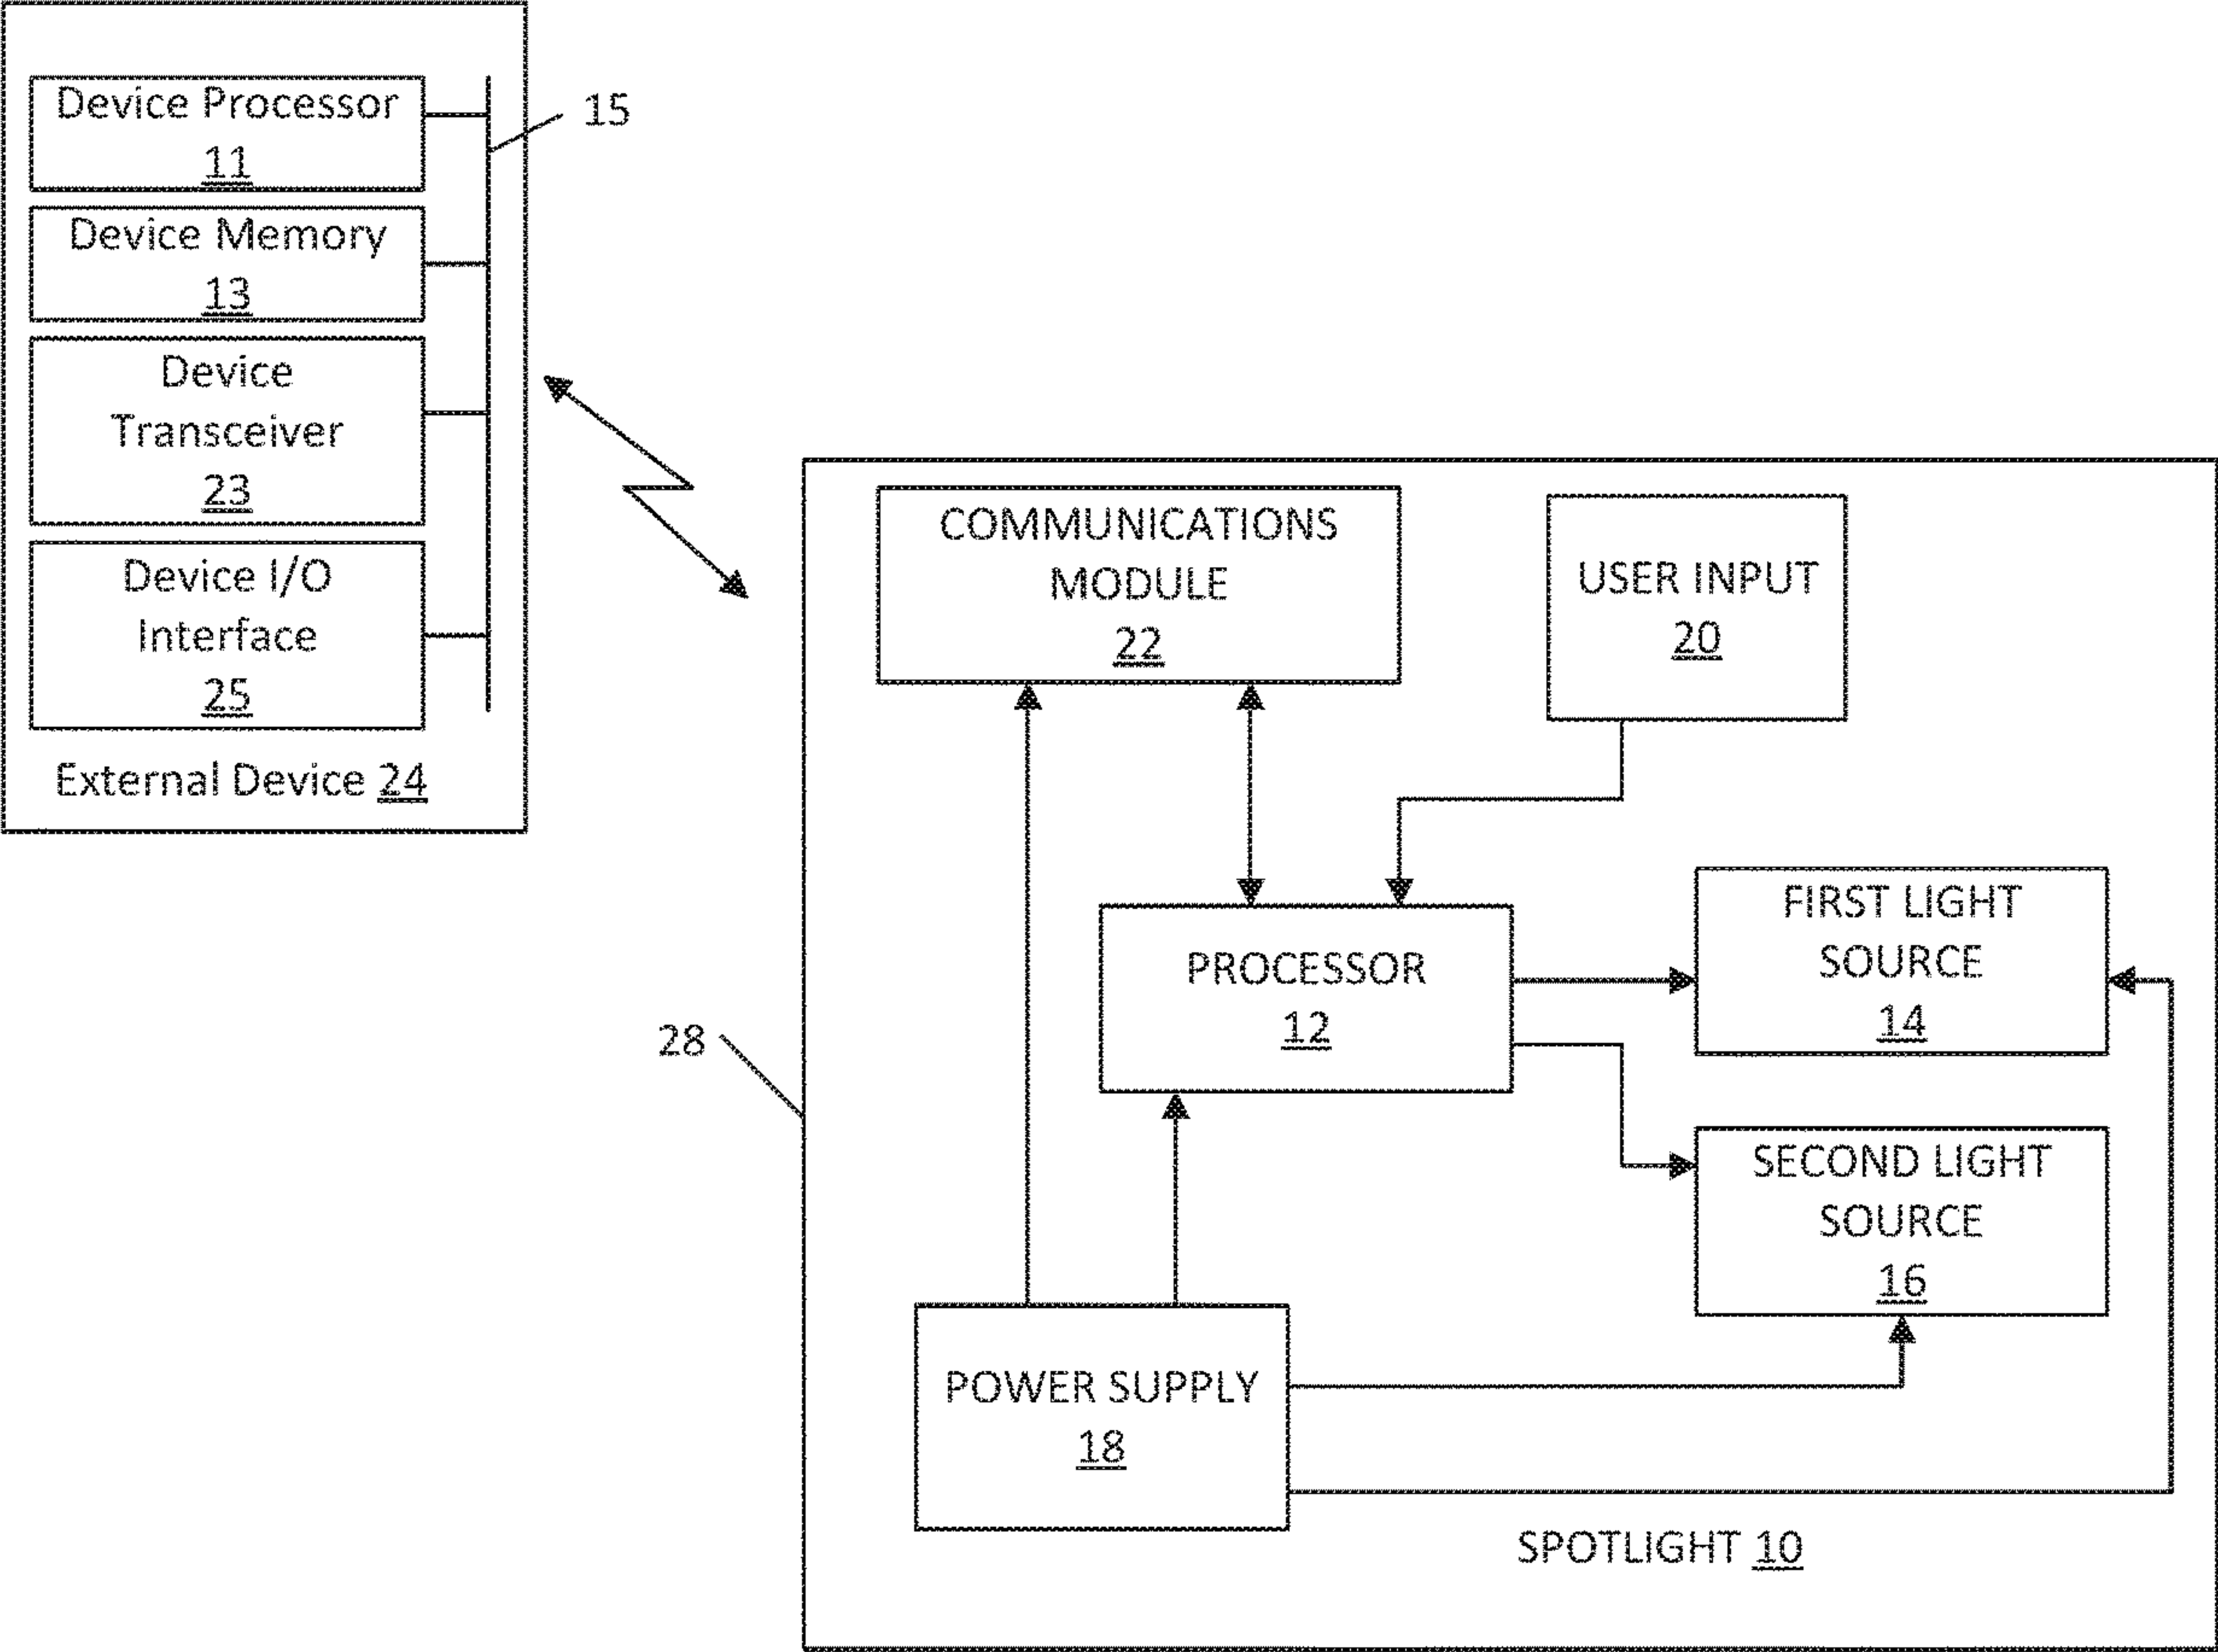 Device Processor
11
15
Device Memory
13
Device
Transceiver
23
Device I/O
Interface
25
External Device 24
COMMUNICATIONS
MODULE
22
USER INPUT
20
PROCESSOR
12
FIRST LIGHT
SOURCE
14
28
SECOND LIGHT
SOURCE
16
POWER SUPPLY
18
SPOTLIGHT 10